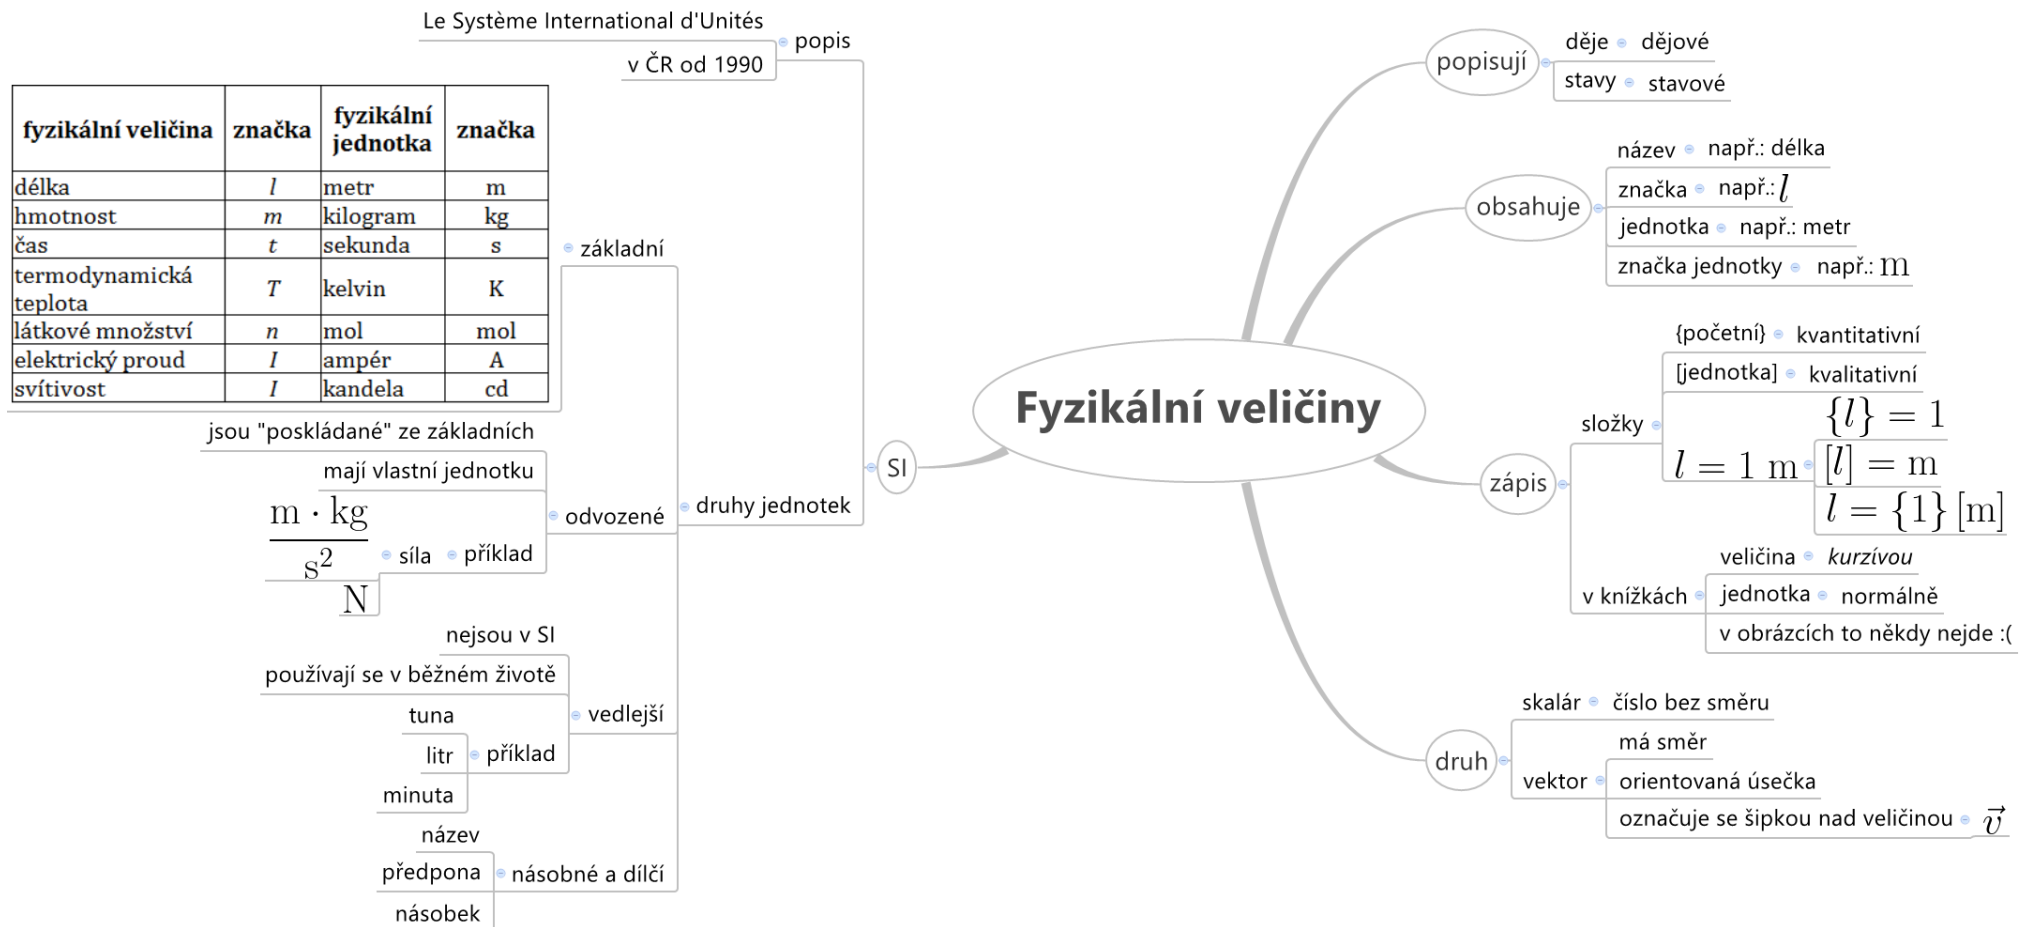 Fyzikální veličiny
popisují
děje dějové
stavy stavové
obsahuje
název např.: délka
značka např.: l
jednotka např.: metr
značka jednotky např.: m
zápis
složky
{početní} kvantitativní
[jednotka] kvalitativní
l = 1 m
{l} = 1
[l] = m
l = {1} [m]
v knížkách
veličina kurzívou
jednotka normálně
v obrázcích to někdy nejde :(
druh
skalár číslo bez směru
vektor
má směr
orientovaná úsečka
označuje se šipkou nad veličinou v⃗
SI
popis
Le Système International d'Unités
v ČR od 1990
druhy jednotek
základní
fyzikální veličina značka fyzikální jednotka značka
délka l metr m
hmotnost m kilogram kg
čas t sekunda s
termodynamická teplota T kelvin K
látkové množství n mol mol
elektrický proud I ampér A
svítivost I kandela cd
odvozené
jsou "poskládané" ze základních
mají vlastní jednotku
příklad síla
m · kg
s²
N
vedlejší
nejsou v SI
používají se v běžném životě
příklad
tuna
litr
minuta
násobné a dílčí
název
předpona
násobek